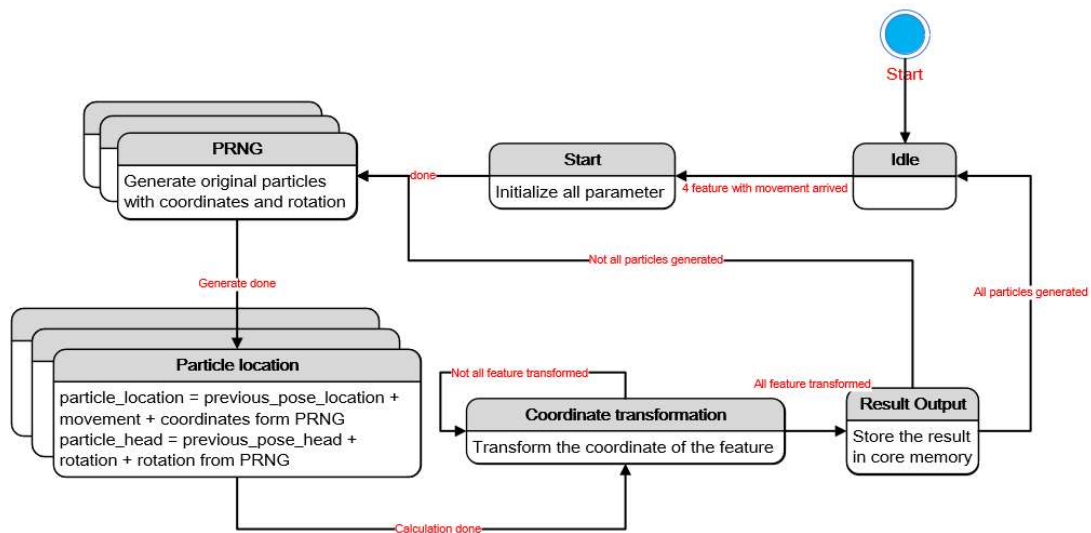 Start
PRNG
Generate original particles
with coordinates and rotation
done
Start
Initialize all parameter
4 feature with movement arrived
Idle
Not all particles generated
Generate done
All particles generated
Particle location
particle_location = previous_pose_location +
movement + coordinates form PRNG
particle_head = previous_pose_head +
rotation + rotation from PRNG
Not all feature transformed
Coordinate transformation
Transform the coordinate of the feature
All feature transformed
Result Output
Store the result
in core memory
Calculation done